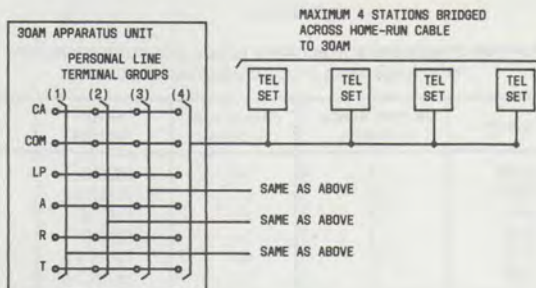 MAXIMUM 4 STATIONS BRIDGED
ACROSS HOME-RUN CABLE
TO 30AM
30AM APPARATUS UNIT
PERSONAL LINE
TERMINAL GROUPS
(1) (2) (3) (4)
TEL SET
TEL SET
TEL SET
TEL SET
CA
COM
LP
A
R
T
SAME AS ABOVE
SAME AS ABOVE
SAME AS ABOVE